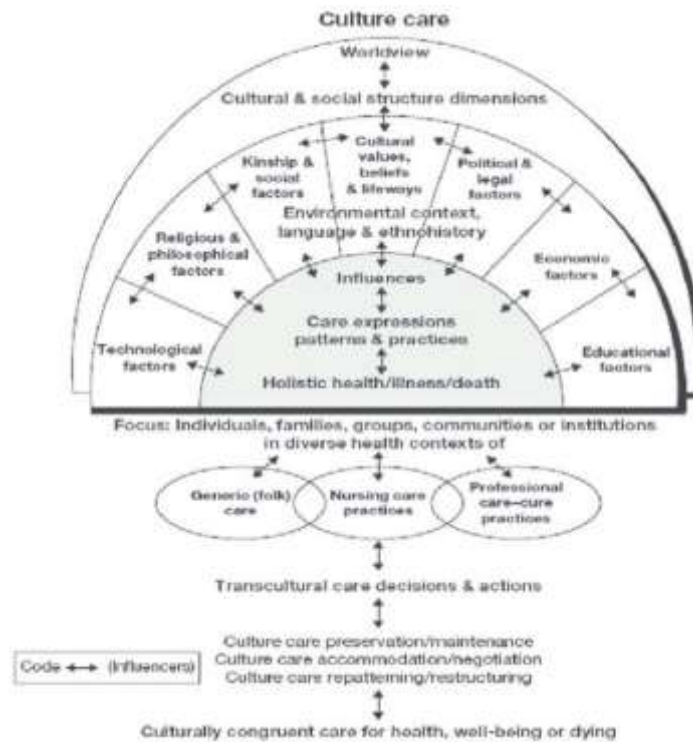 Culture care
Worldview
Cultural & social structure dimensions
Kinship &
social
factors
Cultural
values,
beliefs
& lifeways
Political &
legal
factors
Environmental context,
language & ethnohistory
Religious &
philosophical
factors
Economic
factors
Influences
Care expressions
patterns & practices
Technological
factors
Educational
factors
Holistic health/illness/death
Focus: Individuals, families, groups, communities or institutions
in diverse health contexts of
Generic (folk)
care
Nursing care
practices
Professional
care–cure
practices
Transcultural care decisions & actions
Culture care preservation/maintenance
Culture care accommodation/negotiation
Culture care repatterning/restructuring
Code (Influencers)
Culturally congruent care for health, well-being or dying